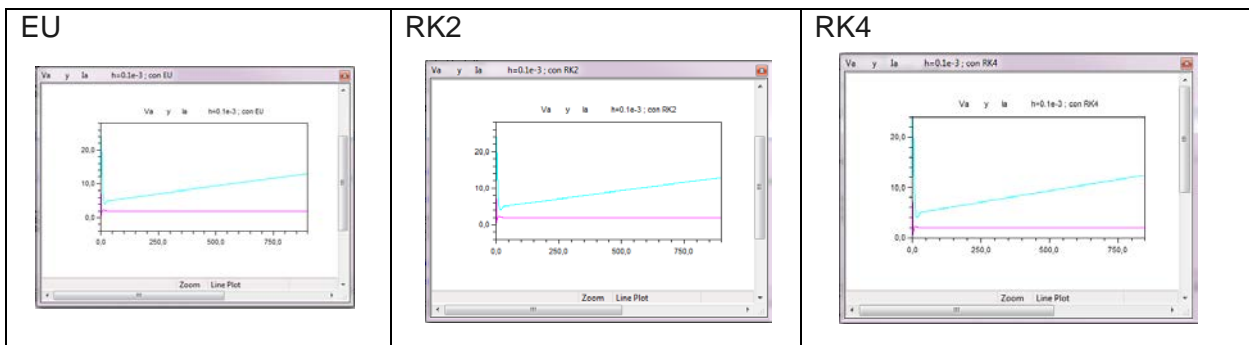 EU
Va y Ia h=0.1e-3 ; con EU
Va y Ia h=0.1e-3 ; con EU
20,0
10,0
0,0
0,0 250,0 500,0 750,0
Zoom Line Plot
RK2
Va y Ia h=0.1e-3 ; con RK2
Va y Ia h=0.1e-3 ; con RK2
20,0
10,0
0,0
0,0 250,0 500,0 750,0
Zoom Line Plot
RK4
Va y Ia h=0.1e-3 ; con RK4
Va y Ia h=0.1e-3 ; con RK4
20,0
10,0
0,0
0,0 250,0 500,0 750,0
Zoom Line Plot